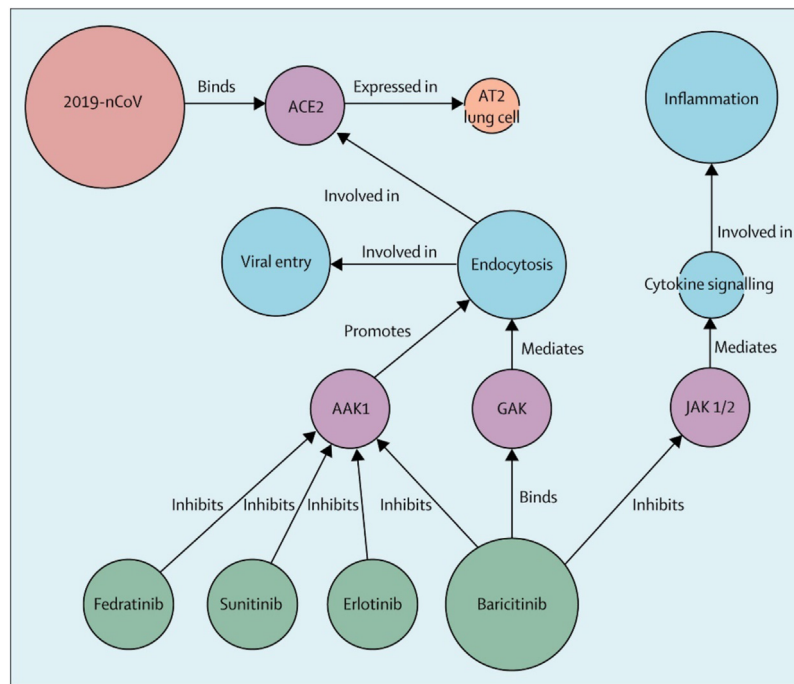 2019-nCoV
Binds
ACE2
Expressed in
AT2
lung cell
Inflammation
Involved in
Viral entry
Involved in
Endocytosis
Involved in
Cytokine signalling
Promotes
Mediates
Mediates
AAK1
GAK
JAK 1/2
Inhibits
Inhibits
Inhibits
Inhibits
Binds
Inhibits
Fedratinib
Sunitinib
Erlotinib
Baricitinib